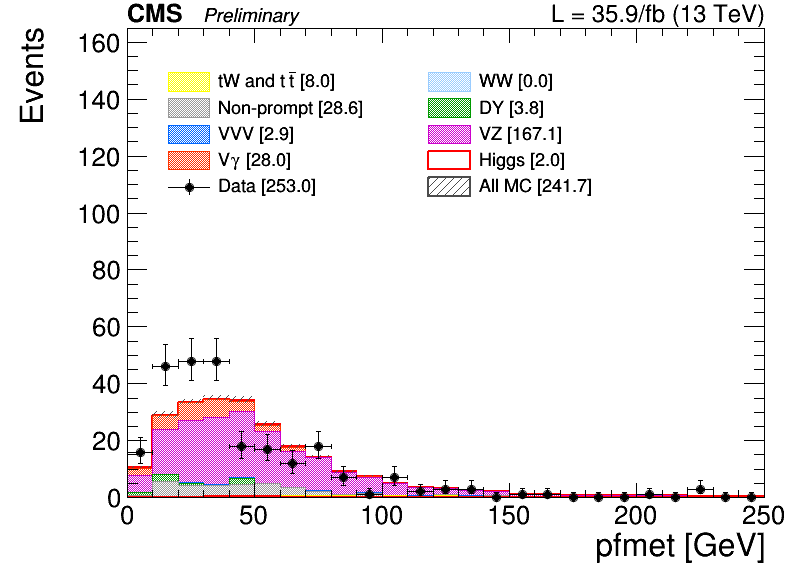 CMS Preliminary L = 35.9/fb (13 TeV)
Events
160
140
120
100
80
60
40
20
0
tW and t t̅ [8.0]
Non-prompt [28.6]
VVV [2.9]
Vγ [28.0]
Data [253.0]
WW [0.0]
DY [3.8]
VZ [167.1]
Higgs [2.0]
All MC [241.7]
0 50 100 150 200 250
pfmet [GeV]